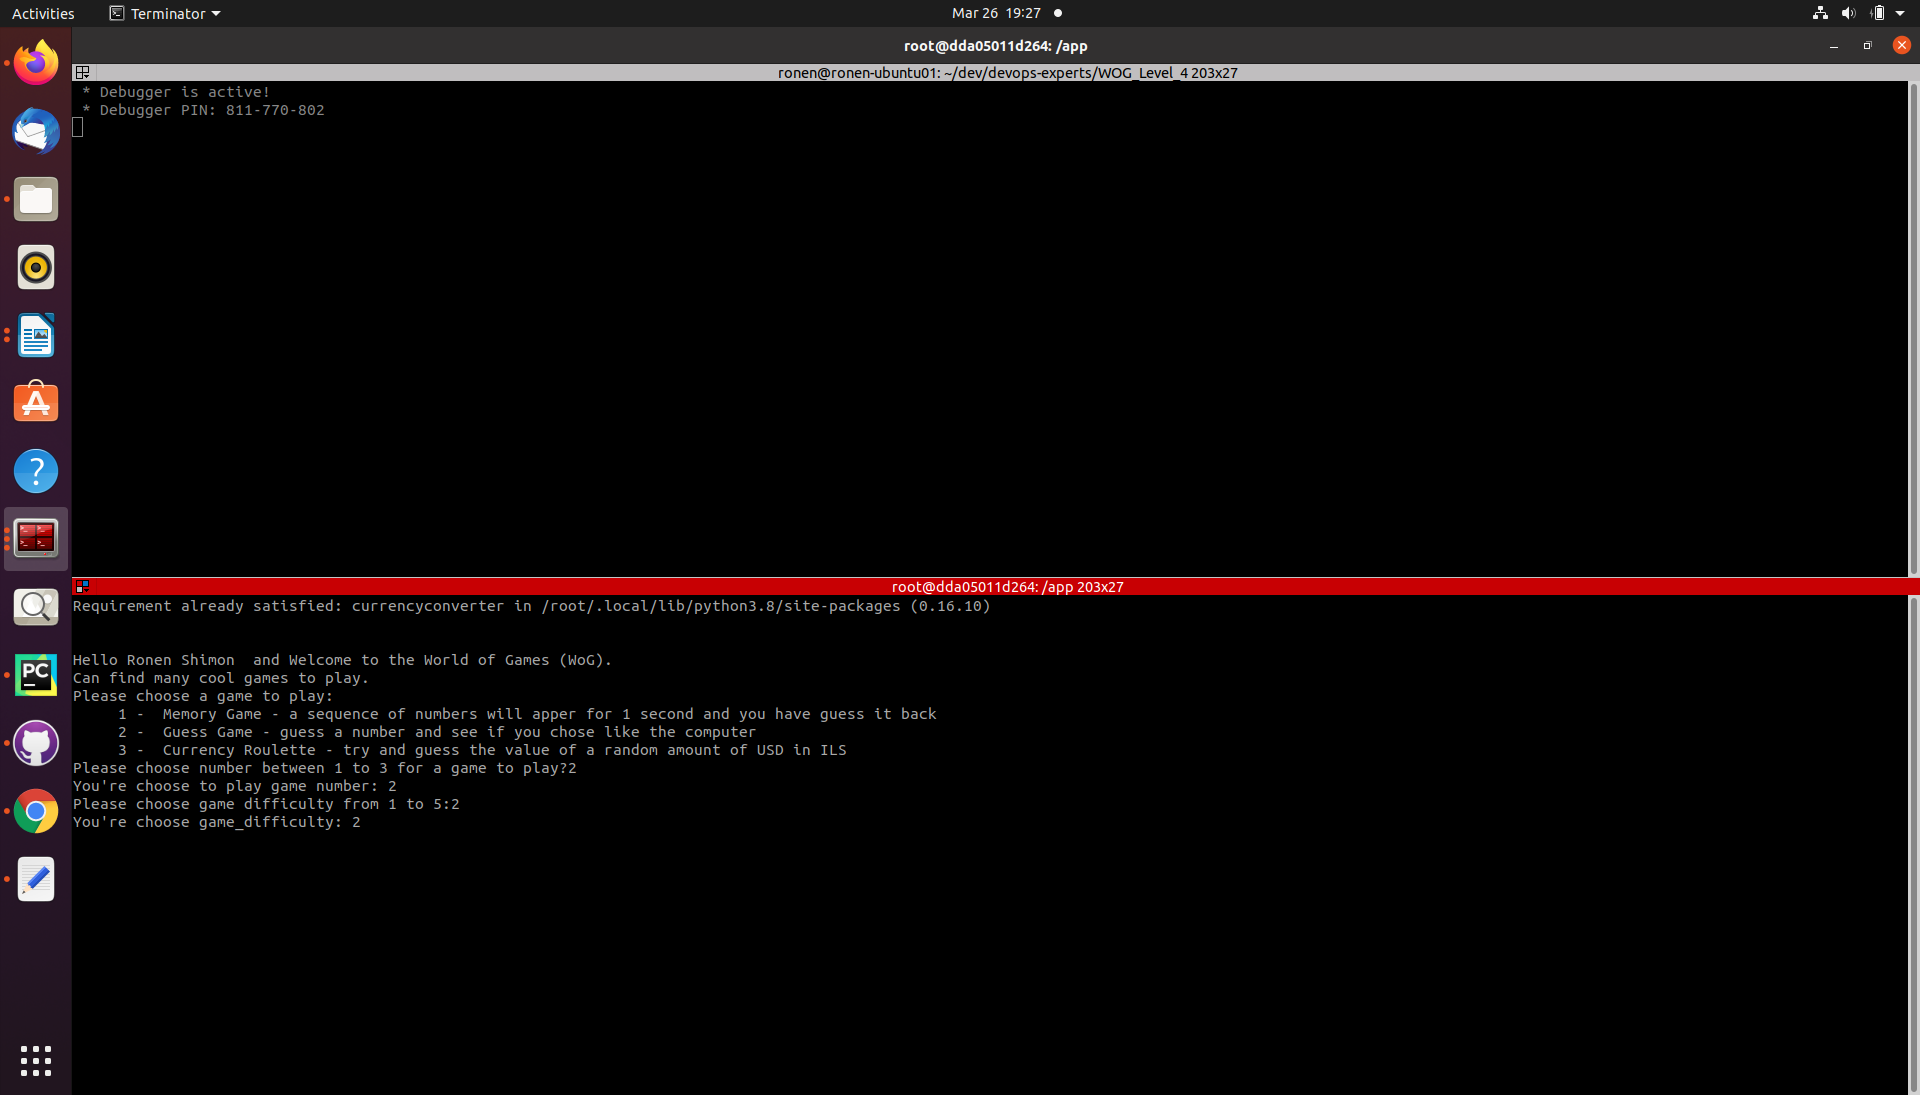 Activities Terminator Mar 26 19:27
root@dda05011d264: /app
ronen@ronen-ubuntu01: ~/dev/devops-experts/WOG_Level_4 203x27
* Debugger is active!
* Debugger PIN: 811-770-802
root@dda05011d264: /app 203x27
Requirement already satisfied: currencyconverter in /root/.local/lib/python3.8/site-packages (0.16.10)
Hello Ronen Shimon  and Welcome to the World of Games (WoG).
Can find many cool games to play.
Please choose a game to play:
1 -  Memory Game - a sequence of numbers will apper for 1 second and you have guess it back
2 -  Guess Game - guess a number and see if you chose like the computer
3 -  Currency Roulette - try and guess the value of a random amount of USD in ILS
Please choose number between 1 to 3 for a game to play?2
You're choose to play game number: 2
Please choose game difficulty from 1 to 5:2
You're choose game_difficulty: 2
PC